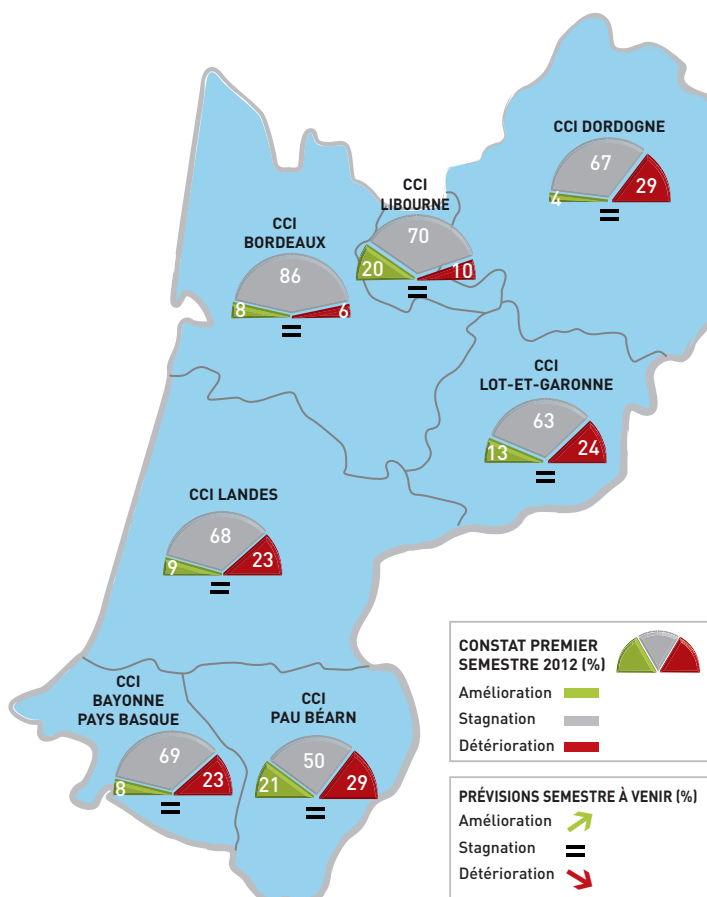 CCI DORDOGNE
67
4
29
=
CCI
LIBOURNE
70
20
10
=
CCI
BORDEAUX
86
8
6
=
CCI
LOT-ET-GARONNE
63
13
24
=
CCI LANDES
68
9
23
=
CCI
BAYONNE
PAYS BASQUE
69
8
23
=
CCI
PAU BÉARN
50
21
29
=
CONSTAT PREMIER
SEMESTRE 2012 (%)
Amélioration
Stagnation
Détérioration
PRÉVISIONS SEMESTRE À VENIR (%)
Amélioration
Stagnation =
Détérioration